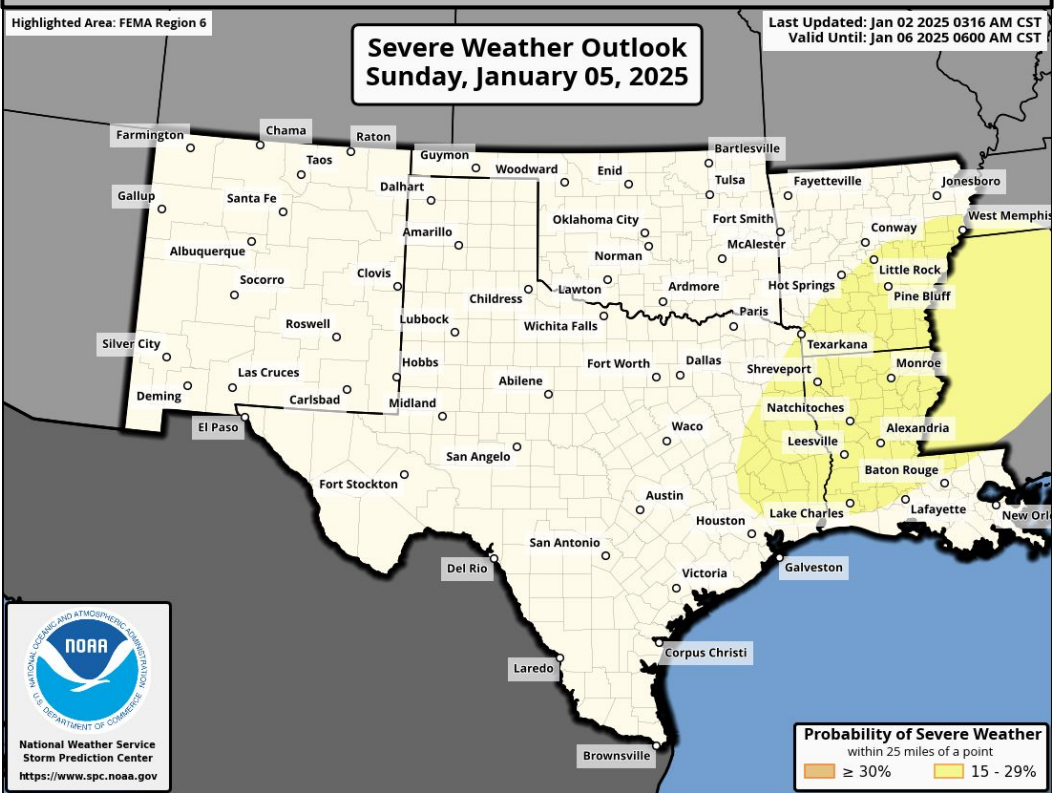 Highlighted Area: FEMA Region 6
Severe Weather Outlook
Sunday, January 05, 2025
Last Updated: Jan 02 2025 0316 AM CST
Valid Until: Jan 06 2025 0600 AM CST
Farmington
Chama
Raton
Taos
Guymon
Woodward
Enid
Bartlesville
Gallup
Santa Fe
Dalhart
Tulsa
Fayetteville
Jonesboro
Albuquerque
Amarillo
Oklahoma City
Fort Smith
Conway
West Memphis
Norman
McAlester
Socorro
Clovis
Childress
Lawton
Ardmore
Hot Springs
Little Rock
Pine Bluff
Roswell
Lubbock
Wichita Falls
Paris
Texarkana
Silver City
Las Cruces
Hobbs
Fort Worth
Dallas
Shreveport
Monroe
Deming
Carlsbad
Midland
Abilene
El Paso
Waco
Natchitoches
Alexandria
San Angelo
Leesville
Baton Rouge
Fort Stockton
Austin
Houston
Lake Charles
Lafayette
New Orl
San Antonio
Del Rio
Victoria
Galveston
Laredo
Corpus Christi
Brownsville
NATIONAL OCEANIC AND ATMOSPHERIC ADMINISTRATION
NOAA
U.S. DEPARTMENT OF COMMERCE
National Weather Service
Storm Prediction Center
https://www.spc.noaa.gov
Probability of Severe Weather
within 25 miles of a point
≥ 30%
15 - 29%